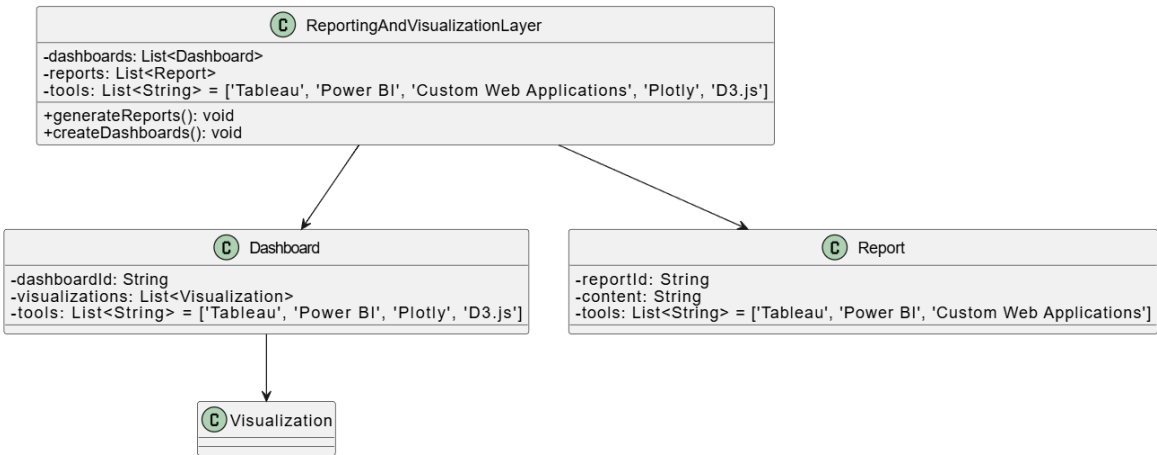 C ReportingAndVisualizationLayer
-dashboards: List<Dashboard>
-reports: List<Report>
-tools: List<String> = ['Tableau', 'Power BI', 'Custom Web Applications', 'Plotly', 'D3.js']
+generateReports(): void
+createDashboards(): void
C Dashboard
-dashboardId: String
-visualizations: List<Visualization>
-tools: List<String> = ['Tableau', 'Power BI', 'Plotly', 'D3.js']
C Report
-reportId: String
-content: String
-tools: List<String> = ['Tableau', 'Power BI', 'Custom Web Applications']
C Visualization